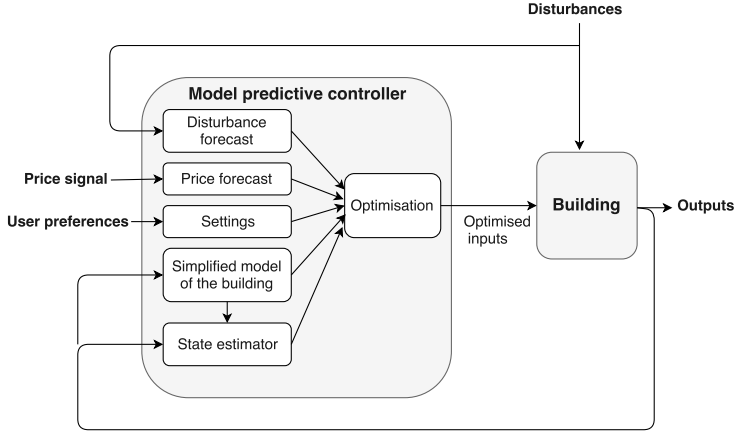 Disturbances
Model predictive controller
Disturbance
forecast
Price signal
Price forecast
User preferences
Settings
Simplified model
of the building
State estimator
Optimisation
Optimised
inputs
Building
Outputs